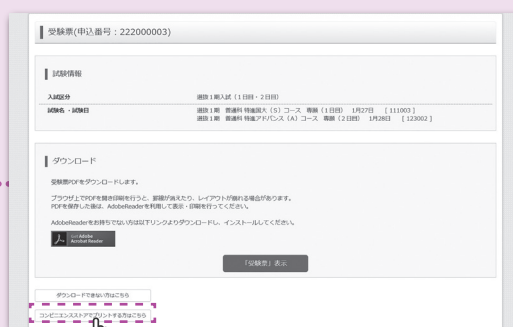 受験票(申込番号：222000003)
試験情報
入試区分 選抜１期入試（１日目・２日目）
試験名・試験日 選抜１期 普通科 特進国大（S）コース 専願（１日目） 1月27日 [ 111003 ]
選抜１期 普通科 特進アドバンス（A）コース 専願（２日目） 1月28日 [ 123002 ]
ダウンロード
受験票PDFをダウンロードします。
ブラウザ上でPDFを開き印刷を行うと、罫線が消えたり、レイアウトが崩れる場合があります。
PDFを保存した後は、AdobeReaderを利用して表示・印刷を行ってください。
AdobeReaderをお持ちでない方は以下リンクよりダウンロードし、インストールしてください。
Get Adobe
Acrobat Reader
「受験票」表示
ダウンロードできない方はこちら
コンビニエンスストアでプリントする方はこちら